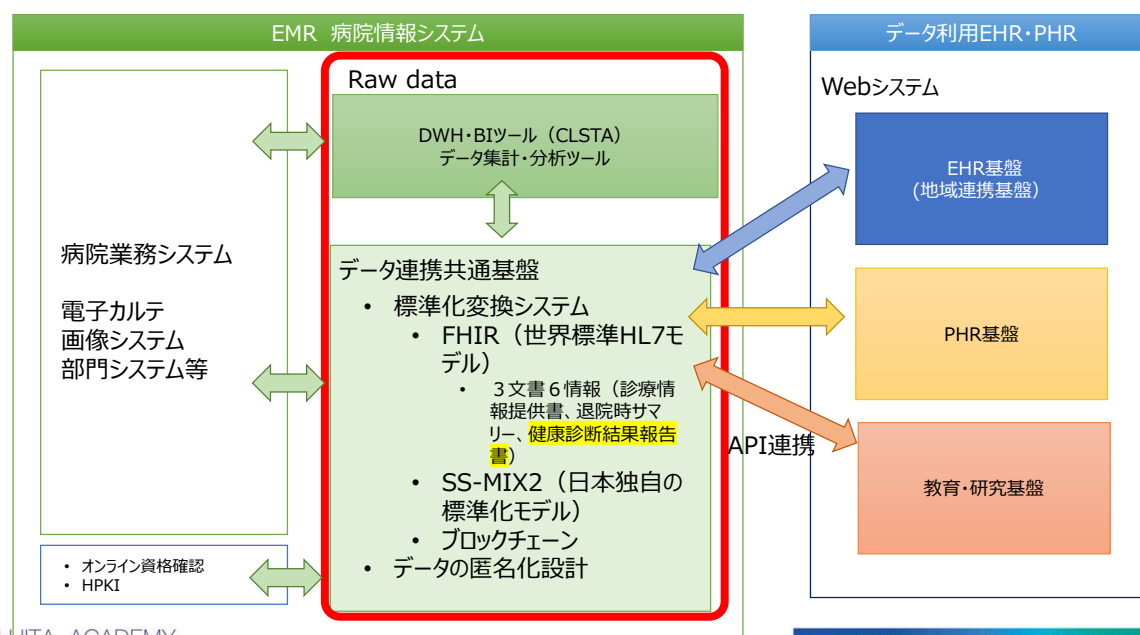 EMR 病院情報システム
データ利用EHR・PHR
Raw data
DWH・BIツール（CLSTA）
データ集計・分析ツール
病院業務システム
電子カルテ
画像システム
部門システム等
データ連携共通基盤
• 標準化変換システム
• FHIR（世界標準HL7モ
デル）
• ３文書６情報（診療情
報提供書、退院時サマ
リー、健康診断結果報告
書）
• SS-MIX2（日本独自の
標準化モデル）
• ブロックチェーン
• データの匿名化設計
• オンライン資格確認
• HPKI
Webシステム
EHR基盤
(地域連携基盤）
PHR基盤
API連携
教育・研究基盤
ACADEMY